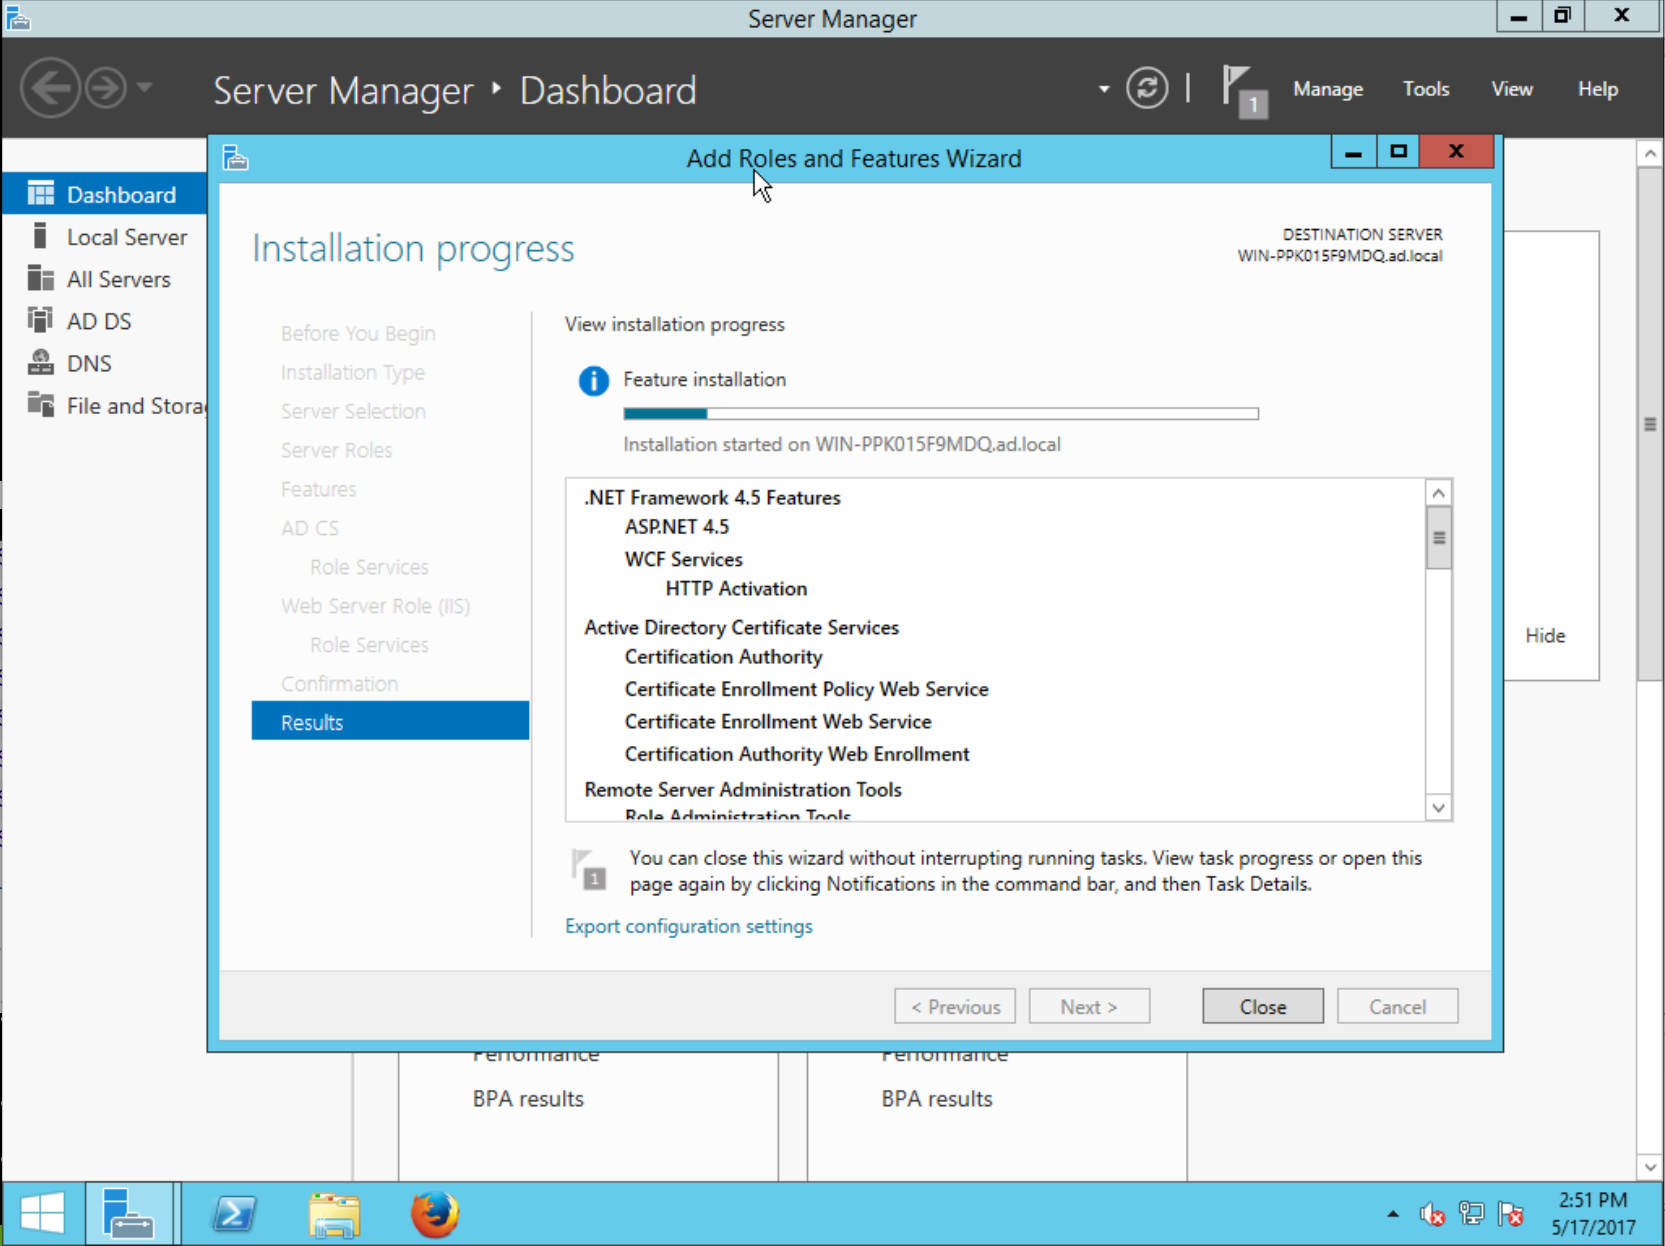 Server Manager
Server Manager ‣ Dashboard
1
Manage
Tools
View
Help
Add Roles and Features Wizard
Dashboard
Local Server
All Servers
AD DS
DNS
File and Stora
Installation progress
DESTINATION SERVER
WIN-PPK015F9MDQ.ad.local
Before You Begin
Installation Type
Server Selection
Server Roles
Features
AD CS
Role Services
Web Server Role (IIS)
Role Services
Confirmation
Results
View installation progress
Feature installation
Installation started on WIN-PPK015F9MDQ.ad.local
.NET Framework 4.5 Features
ASP.NET 4.5
WCF Services
HTTP Activation
Active Directory Certificate Services
Certification Authority
Certificate Enrollment Policy Web Service
Certificate Enrollment Web Service
Certification Authority Web Enrollment
Remote Server Administration Tools
Role Administration Tools
1
You can close this wizard without interrupting running tasks. View task progress or open this
page again by clicking Notifications in the command bar, and then Task Details.
Export configuration settings
< Previous
Next >
Close
Cancel
Hide
Performance
Performance
BPA results
BPA results
2:51 PM
5/17/2017